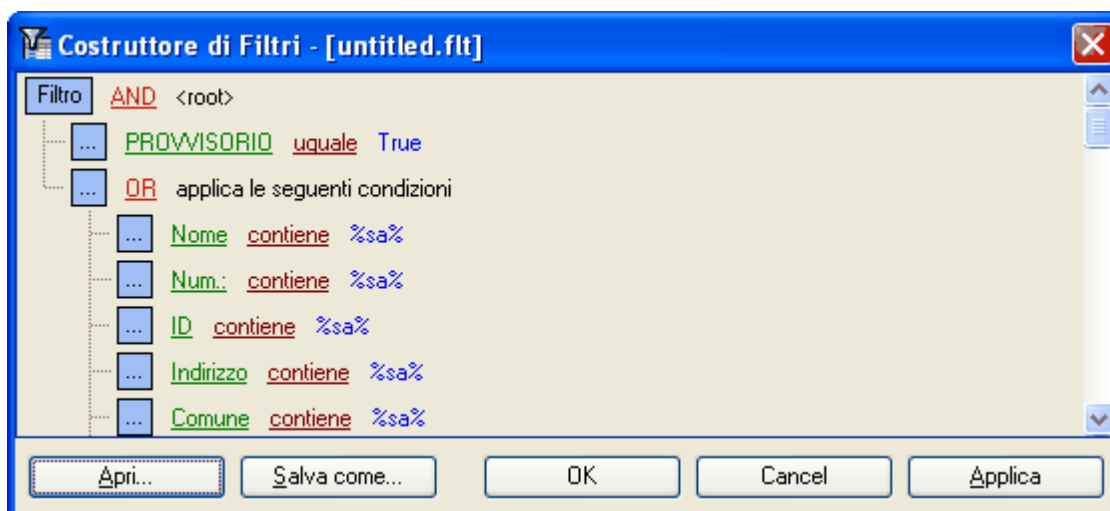 Costruttore di Filtri - [untitled.flt]
Filtro AND <root>
... PROVVISORIO uguale True
... OR applica le seguenti condizioni
... Nome contiene %sa%
... Num.: contiene %sa%
... ID contiene %sa%
... Indirizzo contiene %sa%
... Comune contiene %sa%
Apri... Salva come... OK Cancel Applica